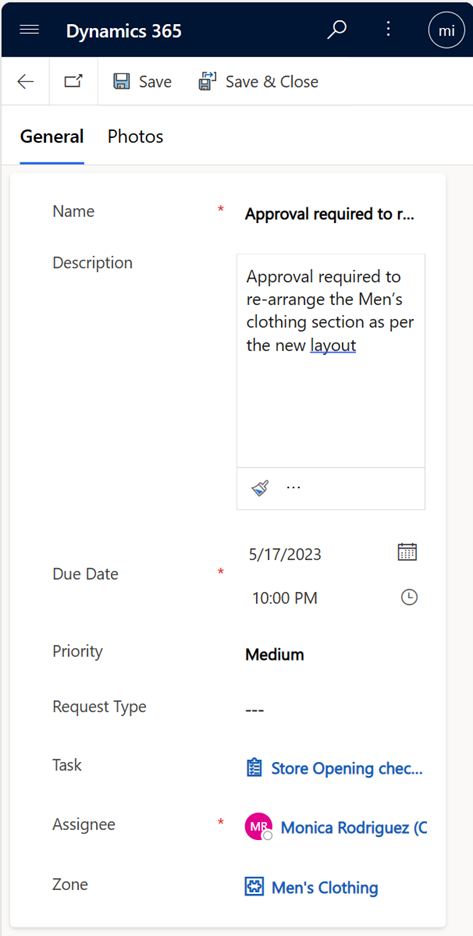 Dynamics 365
mi
Save
Save & Close
General
Photos
Name * Approval required to r...
Description
Approval required to
re-arrange the Men’s
clothing section as per
the new layout
...
5/17/2023
Due Date *
10:00 PM
Priority Medium
Request Type ---
Task Store Opening chec...
Assignee * MR Monica Rodriguez (C
Zone Men's Clothing